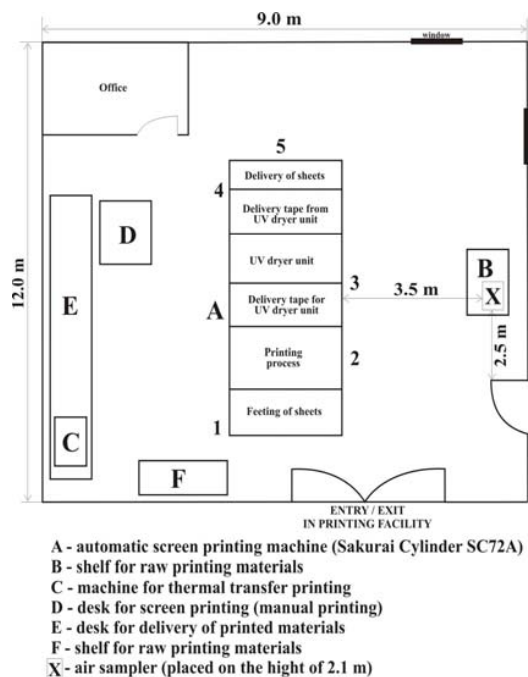 9.0 m
window
Office
12.0 m
5
Delivery of sheets
4
Delivery tape from
UV dryer unit
D
UV dryer unit
B
E
3
3.5 m
X
A
Delivery tape for
UV dryer unit
2.5 m
Printing
process
2
Feeting of sheets
1
C
F
ENTRY / EXIT
IN PRINTING FACILITY
A - automatic screen printing machine (Sakurai Cylinder SC72A)
B - shelf for raw printing materials
C - machine for thermal transfer printing
D - desk for screen printing (manual printing)
E - desk for delivery of printed materials
F - shelf for raw printing materials
X - air sampler (placed on the hight of 2.1 m)